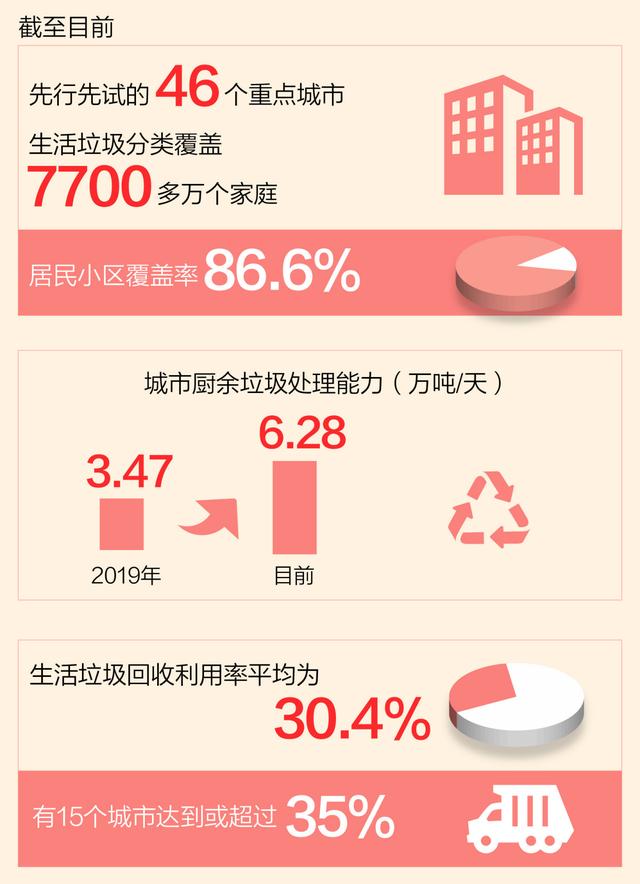 截至目前
先行先试的46个重点城市
生活垃圾分类覆盖
7700多万个家庭
居民小区覆盖率86.6%
城市厨余垃圾处理能力（万吨/天）
6.28
3.47
2019年 目前
生活垃圾回收利用率平均为
30.4%
有15个城市达到或超过35%